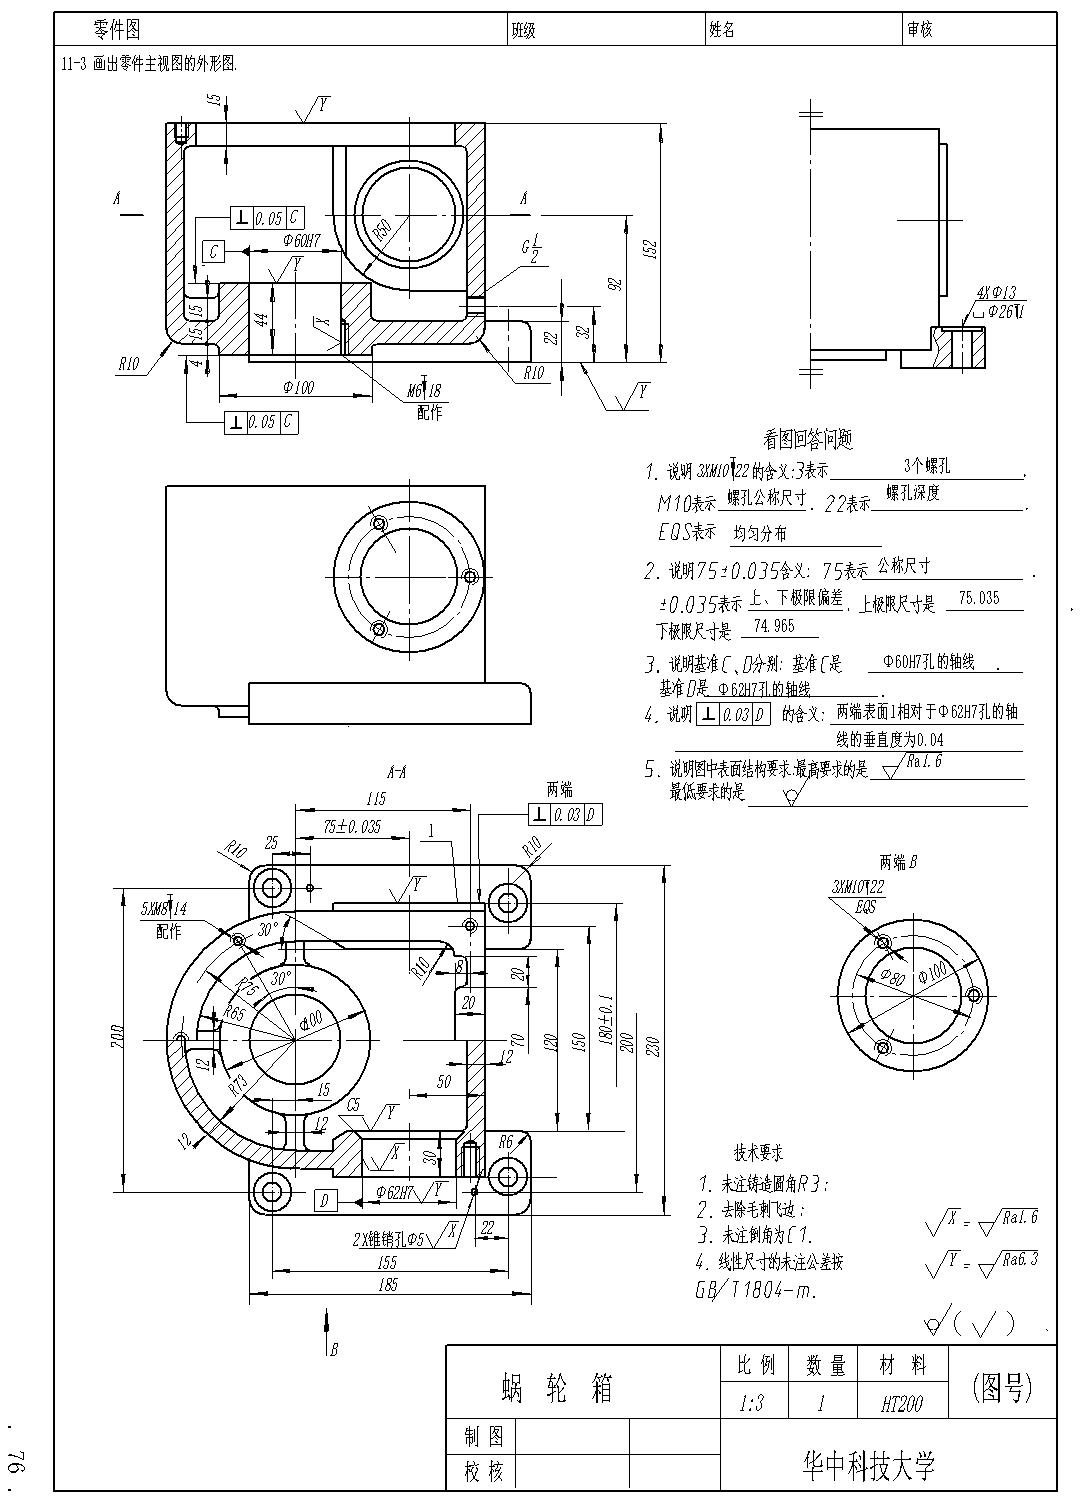 零件图 班级 姓名 审核
11-3 画出零件主视图的外形图.
15
Y
A A
⊥ 0.05 C
C
Φ60H7
Y
R50
G 1/2
152
92
32
22
15
15
4
44
X
R10
Φ100
M6↧18
配作
R10
Y
⊥ 0.05 C
4XΦ13
⌴Φ26↧1
看图回答问题
1. 说明3XM10↧22的含义:3表示 3个螺孔 .
M10表示 螺孔公称尺寸 . 22表示 螺孔深度 .
EQS表示 均匀分布
2. 说明75±0.035含义: 75表示 公称尺寸 .
±0.035表示 上、下极限偏差 . 上极限尺寸是 75.035
下极限尺寸是 74.965
3. 说明基准C、D分别: 基准C是 Φ60H7孔的轴线 .
基准D是 Φ62H7孔的轴线 .
4. 说明 ⊥ 0.03 D 的含义: 两端表面1相对于Φ62H7孔的轴
线的垂直度为0.04
5. 说明图中表面结构要求.最高要求的是 Ra1.6
最低要求的是
A-A
115
两端
⊥ 0.03 D
75±0.035
1
25
R10
R10
Y
5XM8↧14
配作
30°
30°
R75
R65
Φ100
R10
8
20
20
200
12
R73
15
12
12
C5
Y
50
12
70
120
150
180±0.1
200
230
X
30
R6
D
Φ62H7 Y
2X锥销孔Φ5 X
22
155
185
B
两端B
3XM10↧22
EQS
Φ80
Φ100
技术要求
1. 未注铸造圆角R3;
2. 去除毛刺飞边;
3. 未注倒角为C1.
4. 线性尺寸的未注公差按
GB/T1804-m.
X = Ra1.6
Y = Ra6.3
( )
蜗 轮 箱
比 例 数 量 材 料
1:3 1 HT200
(图号)
制 图
校 核
华中科技大学
. 76 .